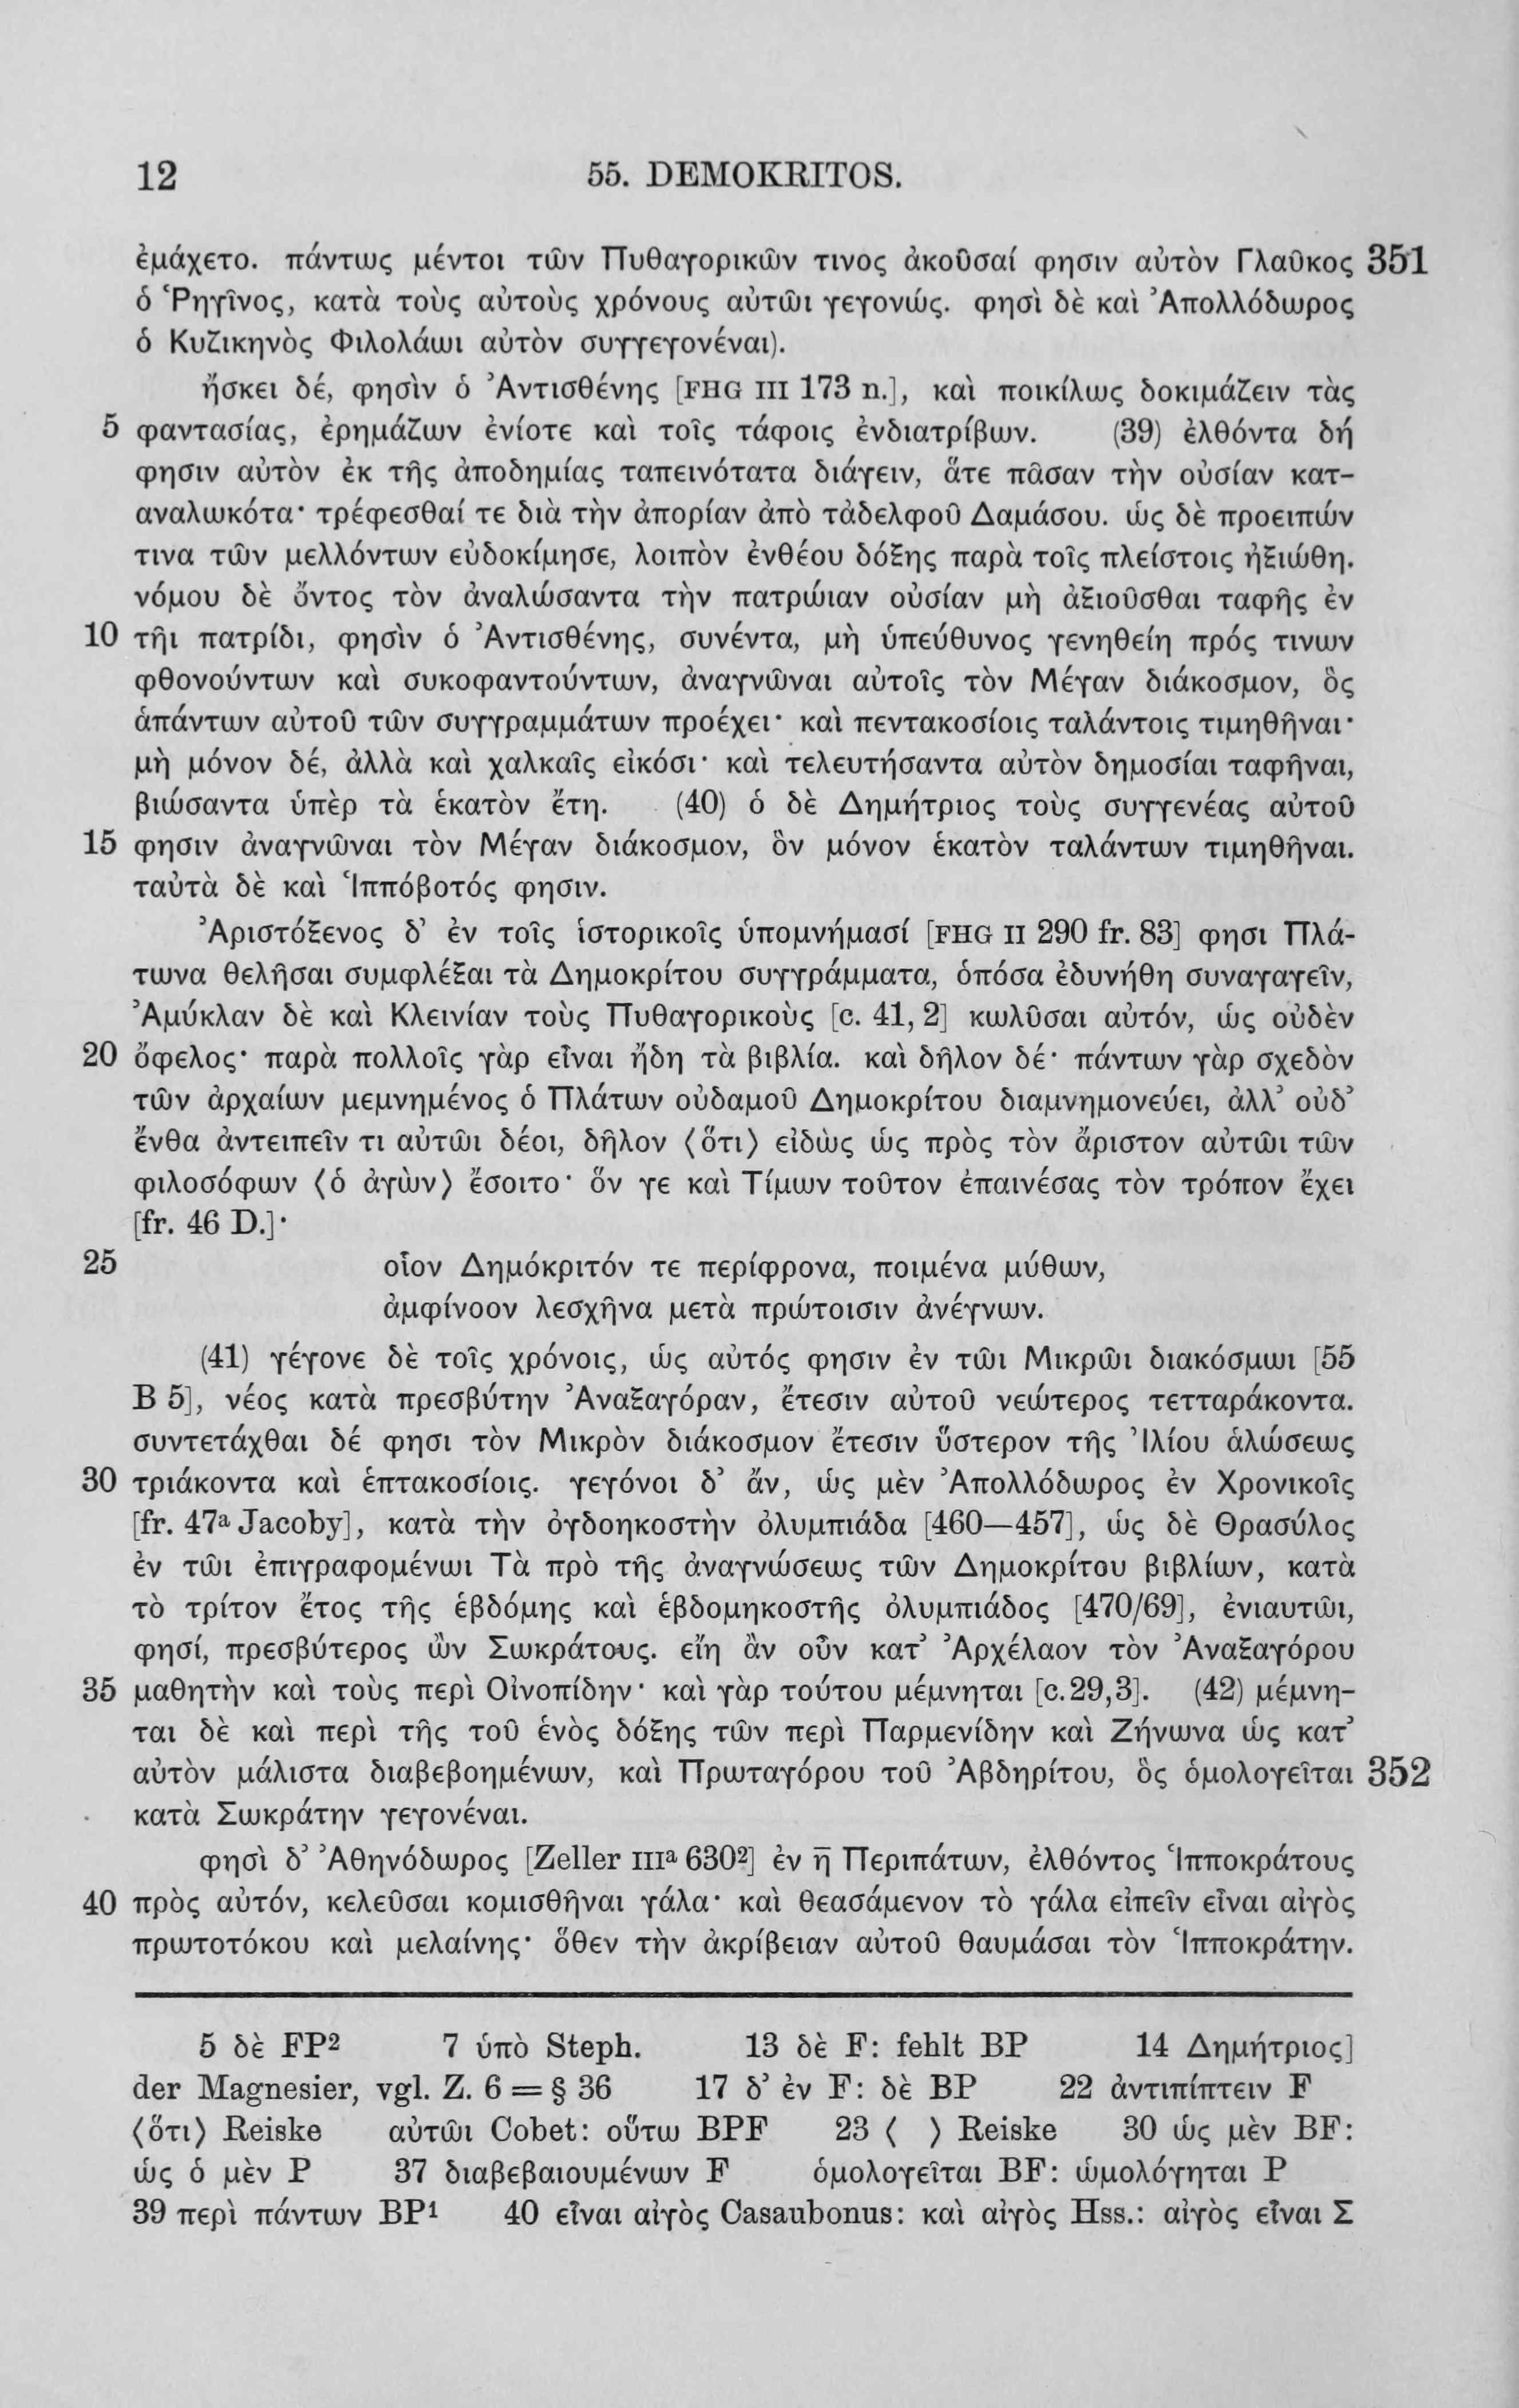 12 55. DEMOKRITOS.
ἐμάχετο. πάντως μέντοι τῶν Πυθαγορικῶν τινος ἀκοῦσαί φησιν αὐτὸν Γλαῦκος 351
ὁ Ῥηγῖνος, κατὰ τοὺς αὐτοὺς χρόνους αὐτῶι γεγονώς. φησὶ δὲ καὶ Ἀπολλόδωρος
ὁ Κυζικηνὸς Φιλολάωι αὐτὸν συγγεγονέναι).
ἤσκει δέ, φησὶν ὁ Ἀντισθένης [FHG III 173 n.], καὶ ποικίλως δοκιμάζειν τὰς
5 φαντασίας, ἐρημάζων ἐνίοτε καὶ τοῖς τάφοις ἐνδιατρίβων. (39) ἐλθόντα δή
φησιν αὐτὸν ἐκ τῆς ἀποδημίας ταπεινότατα διάγειν, ἅτε πᾶσαν τὴν οὐσίαν κατ-
αναλωκότα· τρέφεσθαί τε διὰ τὴν ἀπορίαν ἀπὸ τἀδελφοῦ Δαμάσου. ὡς δὲ προειπών
τινα τῶν μελλόντων εὐδοκίμησε, λοιπὸν ἐνθέου δόξης παρὰ τοῖς πλείστοις ἠξιώθη.
νόμου δὲ ὄντος τὸν ἀναλώσαντα τὴν πατρώιαν οὐσίαν μὴ ἀξιοῦσθαι ταφῆς ἐν
10 τῆι πατρίδι, φησὶν ὁ Ἀντισθένης, συνέντα, μὴ ὑπεύθυνος γενηθείη πρός τινων
φθονούντων καὶ συκοφαντούντων, ἀναγνῶναι αὐτοῖς τὸν Μέγαν διάκοσμον, ὃς
ἁπάντων αὐτοῦ τῶν συγγραμμάτων προέχει· καὶ πεντακοσίοις ταλάντοις τιμηθῆναι·
μὴ μόνον δέ, ἀλλὰ καὶ χαλκαῖς εἰκόσι· καὶ τελευτήσαντα αὐτὸν δημοσίαι ταφῆναι,
βιώσαντα ὑπὲρ τὰ ἑκατὸν ἔτη. (40) ὁ δὲ Δημήτριος τοὺς συγγενέας αὐτοῦ
15 φησιν ἀναγνῶναι τὸν Μέγαν διάκοσμον, ὃν μόνον ἑκατὸν ταλάντων τιμηθῆναι.
ταὐτὰ δὲ καὶ Ἱππόβοτός φησιν.
Ἀριστόξενος δ’ ἐν τοῖς ἱστορικοῖς ὑπομνήμασί [FHG II 290 fr. 83] φησι Πλά-
τωνα θελῆσαι συμφλέξαι τὰ Δημοκρίτου συγγράμματα, ὁπόσα ἐδυνήθη συναγαγεῖν,
Ἀμύκλαν δὲ καὶ Κλεινίαν τοὺς Πυθαγορικοὺς [c. 41, 2] κωλῦσαι αὐτόν, ὡς οὐδὲν
20 ὄφελος· παρὰ πολλοῖς γὰρ εἶναι ἤδη τὰ βιβλία. καὶ δῆλον δέ· πάντων γὰρ σχεδὸν
τῶν ἀρχαίων μεμνημένος ὁ Πλάτων οὐδαμοῦ Δημοκρίτου διαμνημονεύει, ἀλλ’ οὐδ’
ἔνθα ἀντειπεῖν τι αὐτῶι δέοι, δῆλον ⟨ὅτι⟩ εἰδὼς ὡς πρὸς τὸν ἄριστον αὐτῶι τῶν
φιλοσόφων ⟨ὁ ἀγὼν⟩ ἔσοιτο· ὅν γε καὶ Τίμων τοῦτον ἐπαινέσας τὸν τρόπον ἔχει
[fr. 46 D.]·
25 οἷον Δημόκριτόν τε περίφρονα, ποιμένα μύθων,
ἀμφίνοον λεσχῆνα μετὰ πρώτοισιν ἀνέγνων.
(41) γέγονε δὲ τοῖς χρόνοις, ὡς αὐτός φησιν ἐν τῶι Μικρῶι διακόσμωι [55
B 5], νέος κατὰ πρεσβύτην Ἀναξαγόραν, ἔτεσιν αὐτοῦ νεώτερος τετταράκοντα.
συντετάχθαι δέ φησι τὸν Μικρὸν διάκοσμον ἔτεσιν ὕστερον τῆς Ἰλίου ἁλώσεως
30 τριάκοντα καὶ ἑπτακοσίοις. γεγόνοι δ’ ἄν, ὡς μὲν Ἀπολλόδωρος ἐν Χρονικοῖς
[fr. 47ᵃ Jacoby], κατὰ τὴν ὀγδοηκοστὴν ὀλυμπιάδα [460—457], ὡς δὲ Θρασύλος
ἐν τῶι ἐπιγραφομένωι Τὰ πρὸ τῆς ἀναγνώσεως τῶν Δημοκρίτου βιβλίων, κατὰ
τὸ τρίτον ἔτος τῆς ἑβδόμης καὶ ἑβδομηκοστῆς ὀλυμπιάδος [470/69], ἐνιαυτῶι,
φησί, πρεσβύτερος ὢν Σωκράτους. εἴη ἂν οὖν κατ’ Ἀρχέλαον τὸν Ἀναξαγόρου
35 μαθητὴν καὶ τοὺς περὶ Οἰνοπίδην· καὶ γὰρ τούτου μέμνηται [c. 29,3]. (42) μέμνη-
ται δὲ καὶ περὶ τῆς τοῦ ἑνὸς δόξης τῶν περὶ Παρμενίδην καὶ Ζήνωνα ὡς κατ’
αὐτὸν μάλιστα διαβεβοημένων, καὶ Πρωταγόρου τοῦ Ἀβδηρίτου, ὃς ὁμολογεῖται 352
κατὰ Σωκράτην γεγονέναι.
φησὶ δ’ Ἀθηνόδωρος [Zeller IIIᵃ 630²] ἐν η̄ Περιπάτων, ἐλθόντος Ἱπποκράτους
40 πρὸς αὐτόν, κελεῦσαι κομισθῆναι γάλα· καὶ θεασάμενον τὸ γάλα εἰπεῖν εἶναι αἰγὸς
πρωτοτόκου καὶ μελαίνης· ὅθεν τὴν ἀκρίβειαν αὐτοῦ θαυμάσαι τὸν Ἱπποκράτην.
5 δὲ FP² 7 ὑπὸ Steph. 13 δὲ F: fehlt BP 14 Δημήτριος]
der Magnesier, vgl. Z. 6 = § 36 17 δ’ ἐν F: δὲ BP 22 ἀντιπίπτειν F
⟨ὅτι⟩ Reiske αὐτῶι Cobet: οὕτω BPF 23 ⟨ ⟩ Reiske 30 ὡς μὲν BF:
ὡς ὁ μὲν P 37 διαβεβαιουμένων F ὁμολογεῖται BF: ὡμολόγηται P
39 περὶ πάντων BP¹ 40 εἶναι αἰγὸς Casaubonus: καὶ αἰγὸς Hss.: αἰγὸς εἶναι Σ